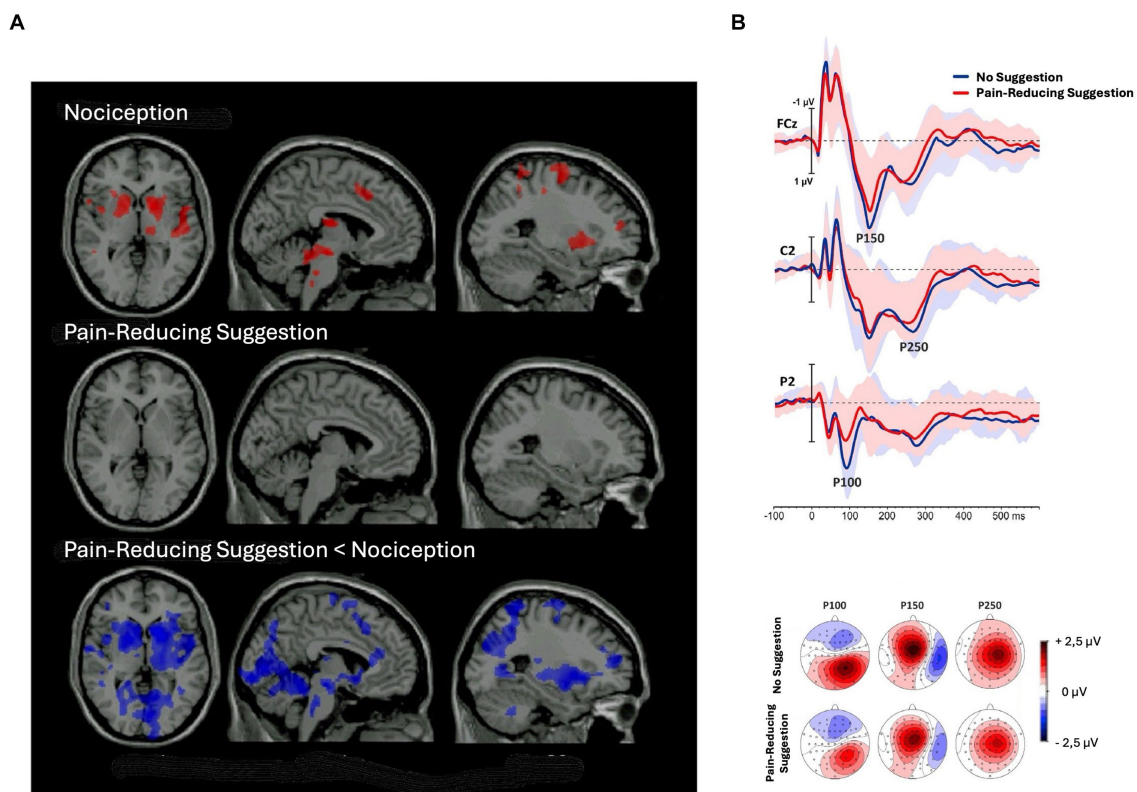 A
B
Nociception
Pain-Reducing Suggestion
Pain-Reducing Suggestion < Nociception
No Suggestion
Pain-Reducing Suggestion
-1 µV
FCz
1 µV
P150
C2
P250
P2
P100
-100 0 100 200 300 400 500 ms
P100 P150 P250
No Suggestion
Pain-Reducing
Suggestion
+ 2,5 µV
0 µV
- 2,5 µV